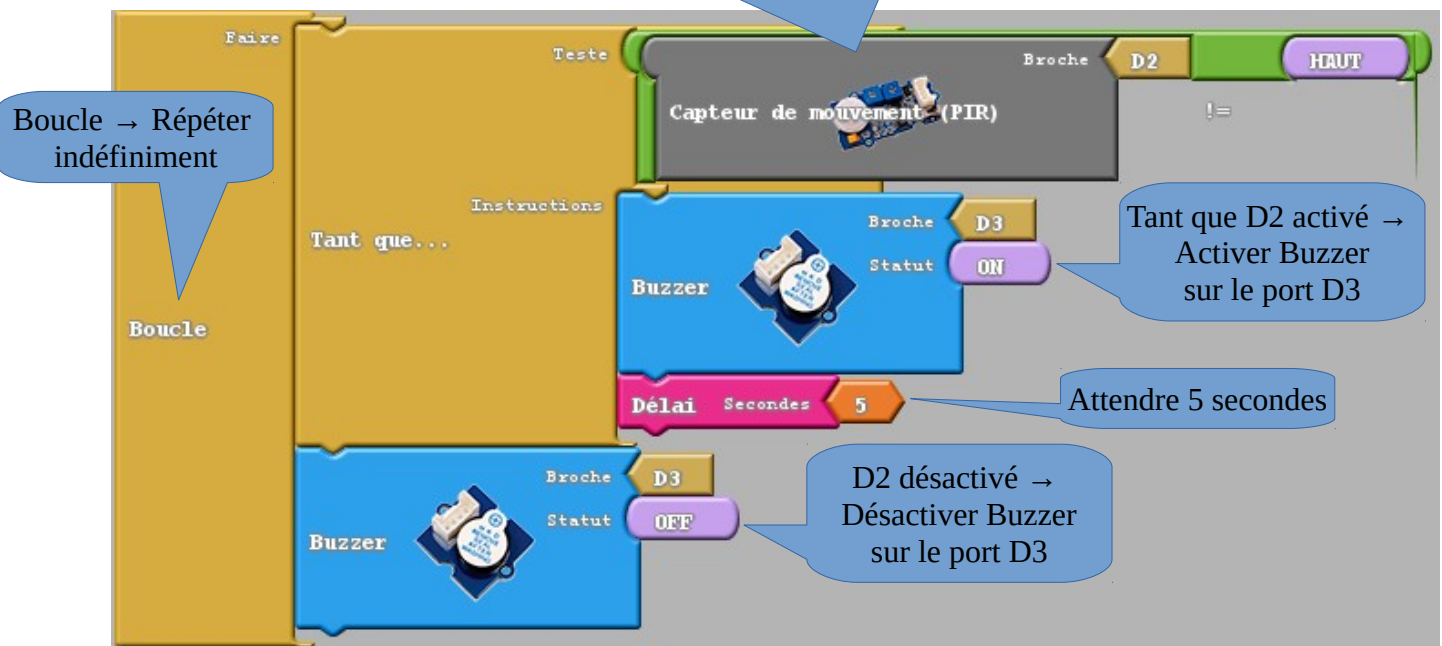 Faire
Teste
Broche D2 HAUT
Capteur de mouvement (PIR) !=
Boucle → Répéter
indéfiniment
Instructions
Tant que...
Broche D3
Statut ON
Buzzer
Tant que D2 activé →
Activer Buzzer
sur le port D3
Boucle
Délai Secondes 5
Attendre 5 secondes
Broche D3
Statut OFF
Buzzer
D2 désactivé →
Désactiver Buzzer
sur le port D3